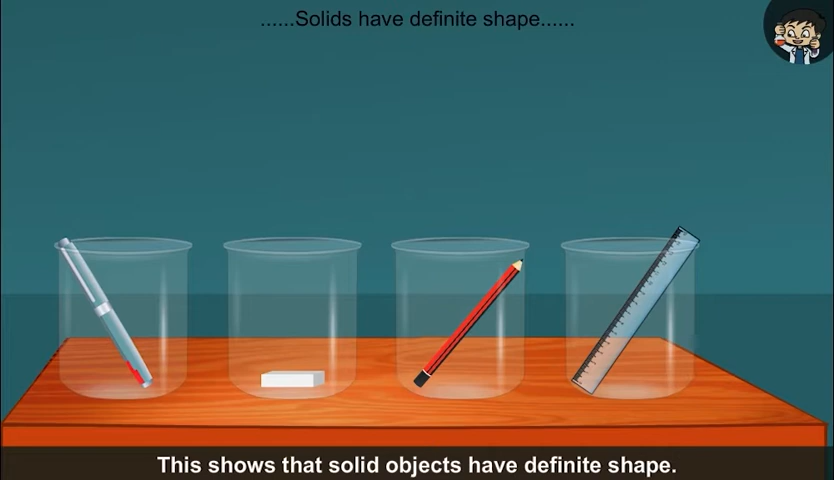 ......Solids have definite shape......
This shows that solid objects have definite shape.